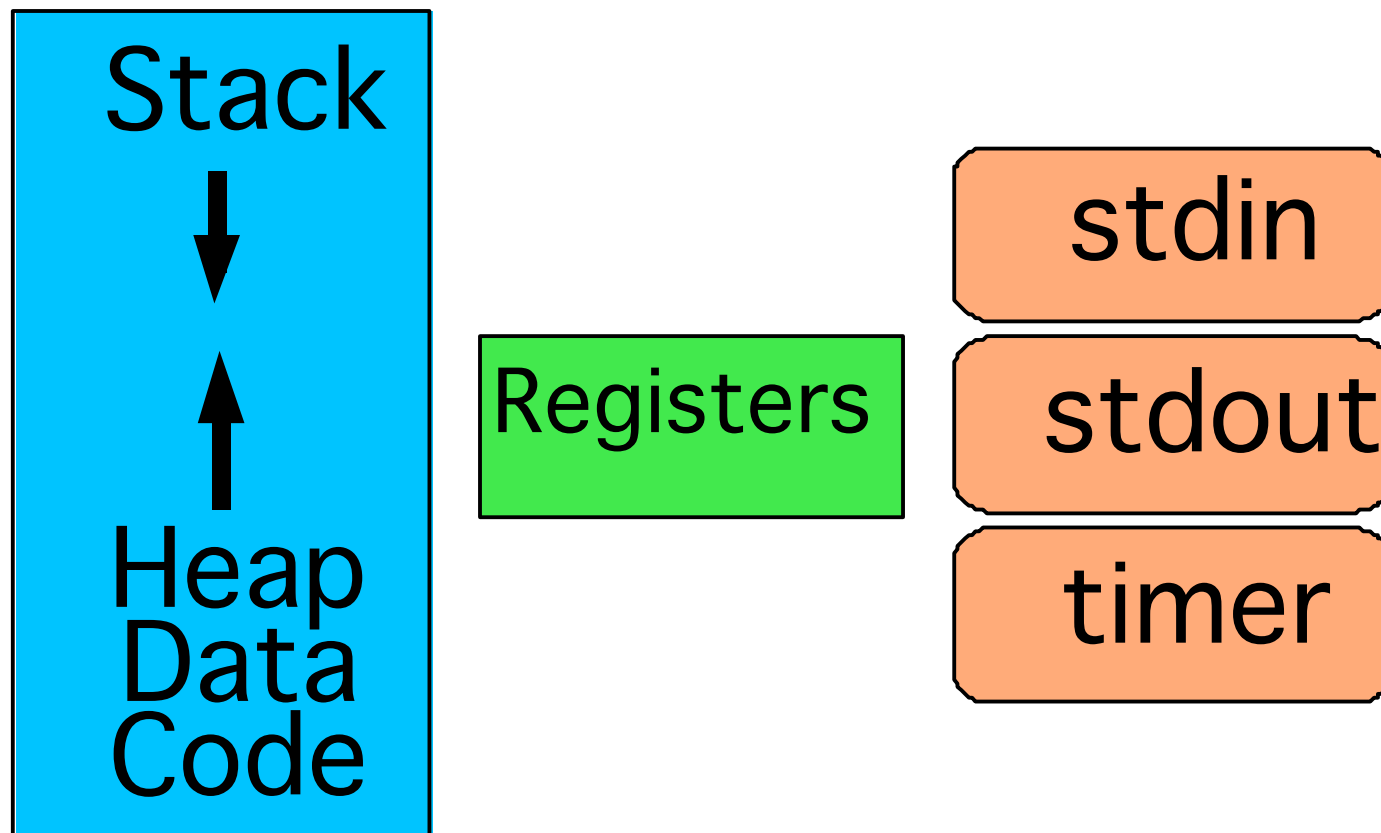 Stack
Heap
Data
Code
Registers
stdin
stdout
timer